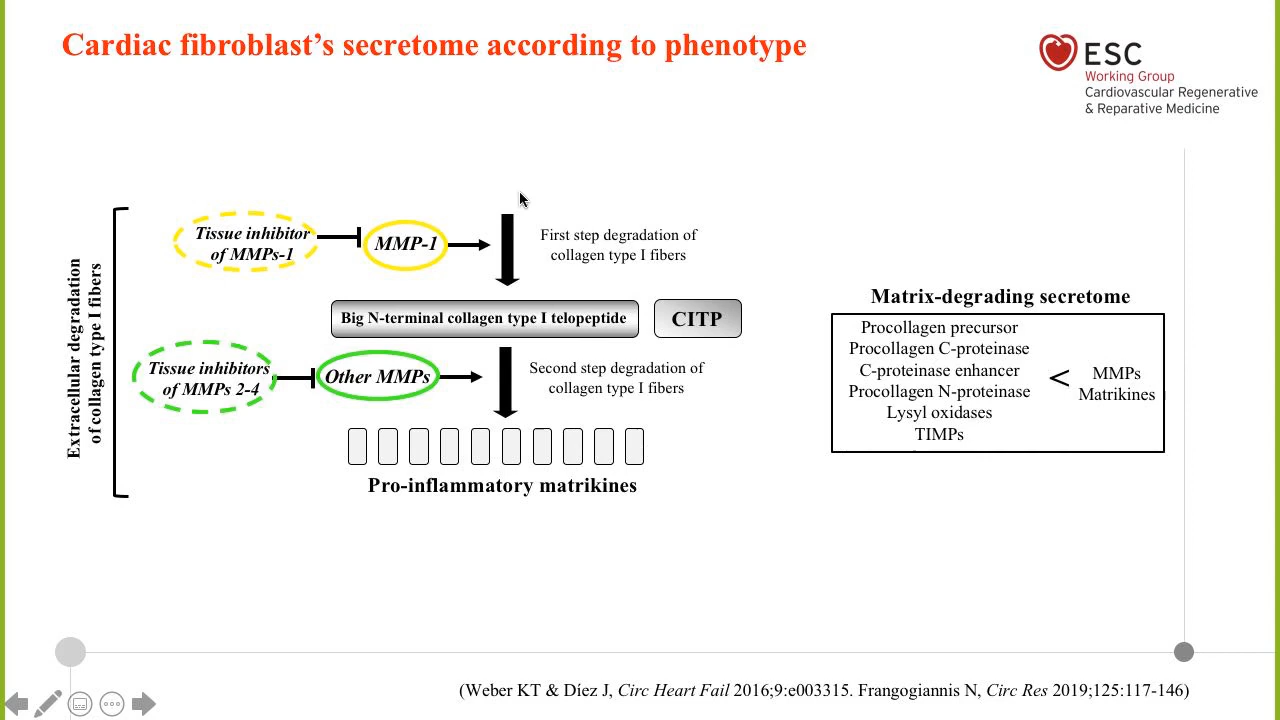 Cardiac fibroblast’s secretome according to phenotype
ESC
Working Group
Cardiovascular Regenerative
& Reparative Medicine
Extracellular degradation
of collagen type I fibers
Tissue inhibitor
of MMPs-1
MMP-1
First step degradation of
collagen type I fibers
Big N-terminal collagen type I telopeptide
CITP
Tissue inhibitors
of MMPs 2-4
Other MMPs
Second step degradation of
collagen type I fibers
Pro-inflammatory matrikines
Matrix-degrading secretome
Procollagen precursor
Procollagen C-proteinase
C-proteinase enhancer
Procollagen N-proteinase
Lysyl oxidases
TIMPs
<
MMPs
Matrikines
(Weber KT & Díez J, Circ Heart Fail 2016;9:e003315. Frangogiannis N, Circ Res 2019;125:117-146)